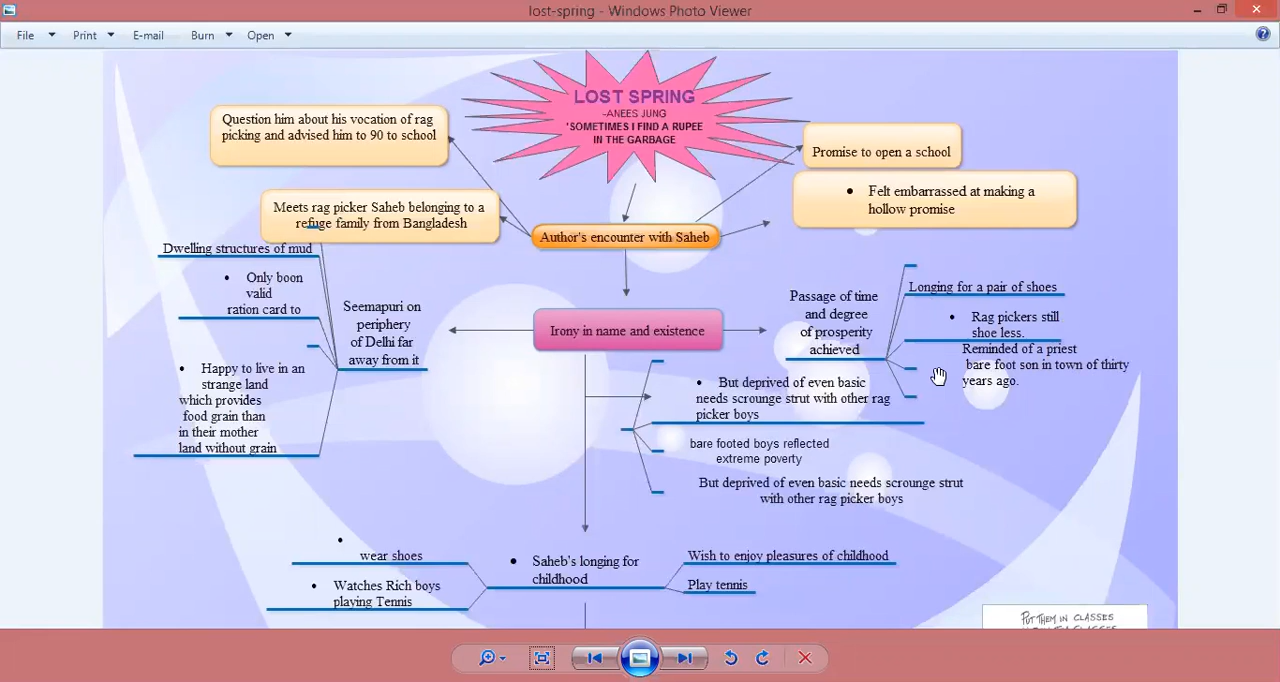 lost-spring - Windows Photo Viewer
File Print E-mail Burn Open
LOST SPRING
-ANEES JUNG
'SOMETIMES I FIND A RUPEE
IN THE GARBAGE
Question him about his vocation of rag
picking and advised him to 90 to school
Promise to open a school
Meets rag picker Saheb belonging to a
refuge family from Bangladesh
• Felt embarrassed at making a
hollow promise
Author's encounter with Saheb
Dwelling structures of mud
• Only boon
valid
ration card to
• Happy to live in an
strange land
which provides
food grain than
in their mother
land without grain
Seemapuri on
periphery
of Delhi far
away from it
Irony in name and existence
Passage of time
and degree
of prosperity
achieved
Longing for a pair of shoes
• Rag pickers still
shoe less.
Reminded of a priest
bare foot son in town of thirty
years ago.
• But deprived of even basic
needs scrounge strut with other rag
picker boys
bare footed boys reflected
extreme poverty
But deprived of even basic needs scrounge strut
with other rag picker boys
•
wear shoes
• Watches Rich boys
playing Tennis
• Saheb's longing for
childhood
Wish to enjoy pleasures of childhood
Play tennis
PUT THEM IN CLASSES